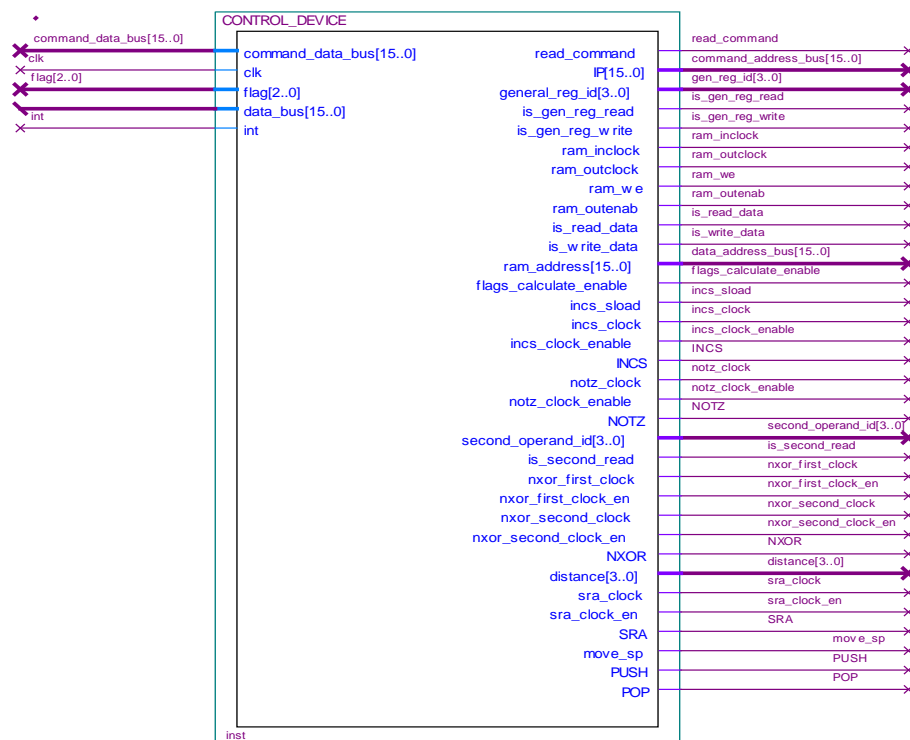 CONTROL_DEVICE
command_data_bus[15..0]
clk
flag[2..0]
int
command_data_bus[15..0]
clk
flag[2..0]
data_bus[15..0]
int
read_command
IP[15..0]
general_reg_id[3..0]
is_gen_reg_read
is_gen_reg_write
ram_inclock
ram_outclock
ram_we
ram_outenab
is_read_data
is_write_data
ram_address[15..0]
flags_calculate_enable
incs_sload
incs_clock
incs_clock_enable
INCS
notz_clock
notz_clock_enable
NOTZ
second_operand_id[3..0]
is_second_read
nxor_first_clock
nxor_first_clock_en
nxor_second_clock
nxor_second_clock_en
NXOR
distance[3..0]
sra_clock
sra_clock_en
SRA
move_sp
PUSH
POP
read_command
command_address_bus[15..0]
gen_reg_id[3..0]
is_gen_reg_read
is_gen_reg_write
ram_inclock
ram_outclock
ram_we
ram_outenab
is_read_data
is_write_data
data_address_bus[15..0]
flags_calculate_enable
incs_sload
incs_clock
incs_clock_enable
INCS
notz_clock
notz_clock_enable
NOTZ
second_operand_id[3..0]
is_second_read
nxor_first_clock
nxor_first_clock_en
nxor_second_clock
nxor_second_clock_en
NXOR
distance[3..0]
sra_clock
sra_clock_en
SRA
move_sp
PUSH
POP
inst